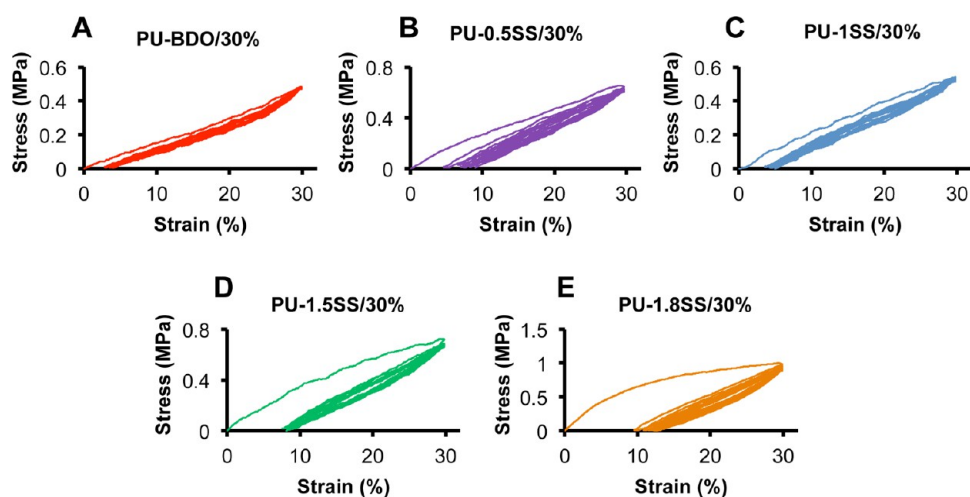 A
PU-BDO/30%
Stress (MPa)
0.6
0.4
0.2
0
0 10 20 30
Strain (%)
B
PU-0.5SS/30%
Stress (MPa)
0.8
0.4
0
0 10 20 30
Strain (%)
C
PU-1SS/30%
Stress (MPa)
0.6
0.4
0.2
0
0 10 20 30
Strain (%)
D
PU-1.5SS/30%
Stress (MPa)
0.8
0.4
0
0 10 20 30
Strain (%)
E
PU-1.8SS/30%
Stress (MPa)
1.5
1
0.5
0
0 10 20 30
Strain (%)